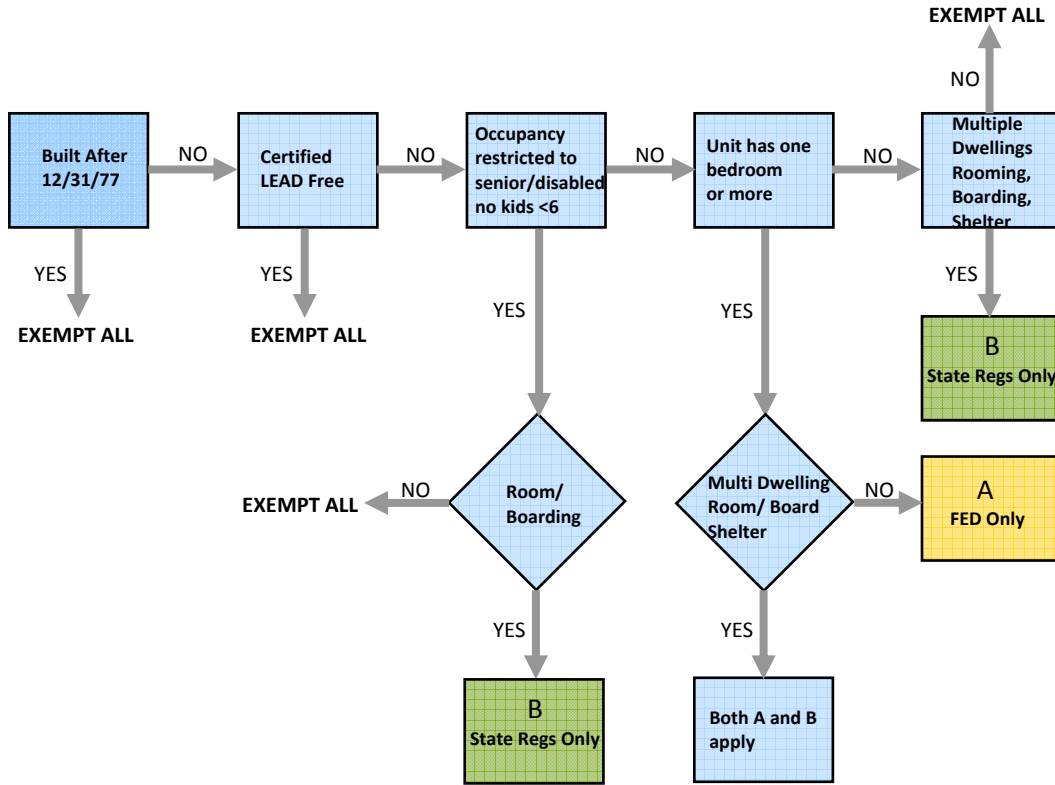 EXEMPT ALL
NO
Built After
12/31/77
NO
Certified
LEAD Free
NO
Occupancy
restricted to
senior/disabled
no kids <6
NO
Unit has one
bedroom
or more
NO
Multiple
Dwellings
Rooming,
Boarding,
Shelter
YES
EXEMPT ALL
YES
EXEMPT ALL
YES
YES
YES
B
State Regs Only
EXEMPT ALL
NO
Room/
Boarding
Multi Dwelling
Room/ Board
Shelter
NO
A
FED Only
YES
YES
B
State Regs Only
Both A and B
apply